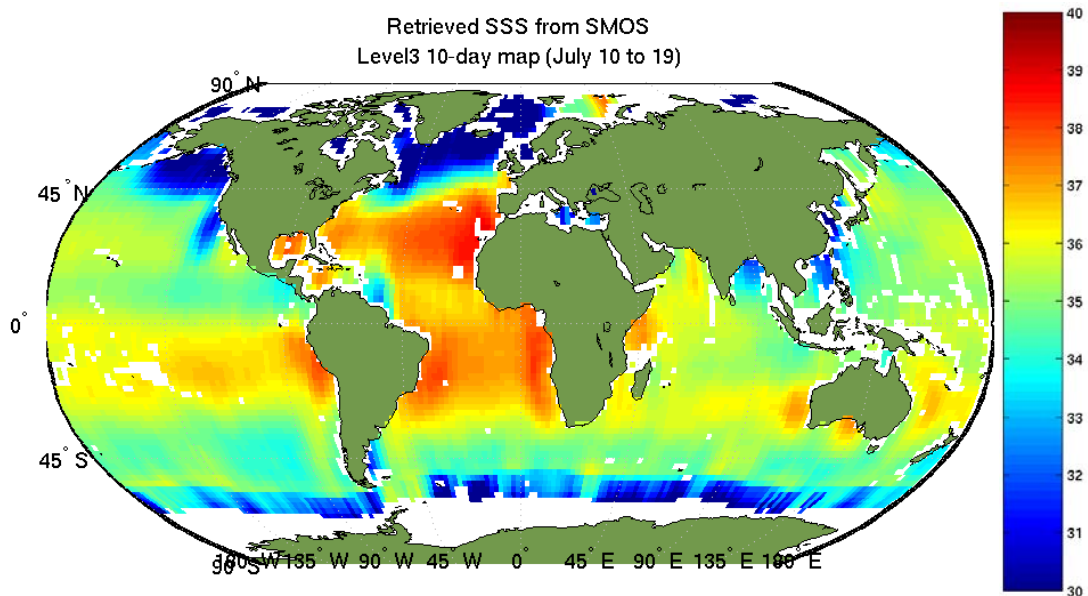 Retrieved SSS from SMOS
Level3 10-day map (July 10 to 19)
40
39
38
37
36
35
34
33
32
31
30
90° N
45° N
0°
45° S
90° S
180° W 135° W 90° W 45° W 0° 45° E 90° E 135° E 180° E